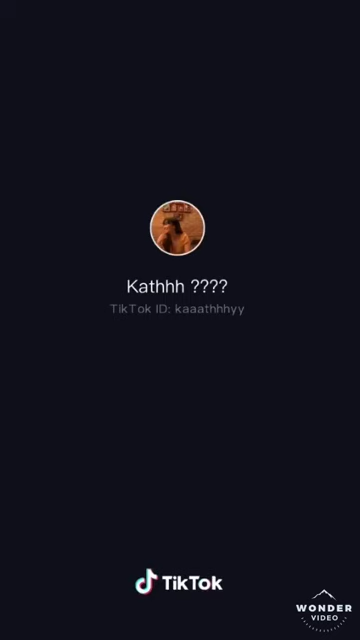 Kathhh ????
TikTok ID: kaaathhhyy
TikTok
WONDER
VIDEO